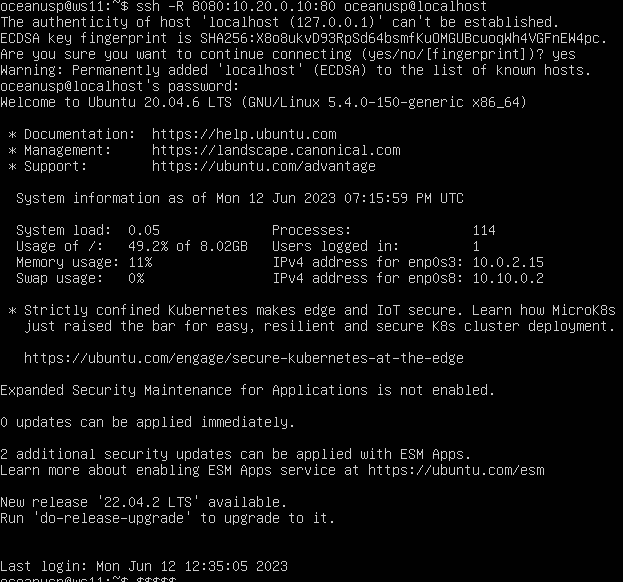 oceanusp@ws11:~$ ssh -R 8080:10.20.0.10:80 oceanusp@localhost
The authenticity of host 'localhost (127.0.0.1)' can't be established.
ECDSA key fingerprint is SHA256:X8o8ukvD93RpSd64bsmfKuOMGUBcuoqWh4VGFnEW4pc.
Are you sure you want to continue connecting (yes/no/[fingerprint])? yes
Warning: Permanently added 'localhost' (ECDSA) to the list of known hosts.
oceanusp@localhost's password:
Welcome to Ubuntu 20.04.6 LTS (GNU/Linux 5.4.0-150-generic x86_64)
* Documentation:  https://help.ubuntu.com
* Management:     https://landscape.canonical.com
* Support:        https://ubuntu.com/advantage
System information as of Mon 12 Jun 2023 07:15:59 PM UTC
System load:  0.05              Processes:               114
Usage of /:   49.2% of 8.02GB   Users logged in:         1
Memory usage: 11%               IPv4 address for enp0s3: 10.0.2.15
Swap usage:   0%                IPv4 address for enp0s8: 10.10.0.2
* Strictly confined Kubernetes makes edge and IoT secure. Learn how MicroK8s
just raised the bar for easy, resilient and secure K8s cluster deployment.
https://ubuntu.com/engage/secure-kubernetes-at-the-edge
Expanded Security Maintenance for Applications is not enabled.
0 updates can be applied immediately.
2 additional security updates can be applied with ESM Apps.
Learn more about enabling ESM Apps service at https://ubuntu.com/esm
New release '22.04.2 LTS' available.
Run 'do-release-upgrade' to upgrade to it.
Last login: Mon Jun 12 12:35:05 2023
oceanusp@ws11:~$ $$$$$